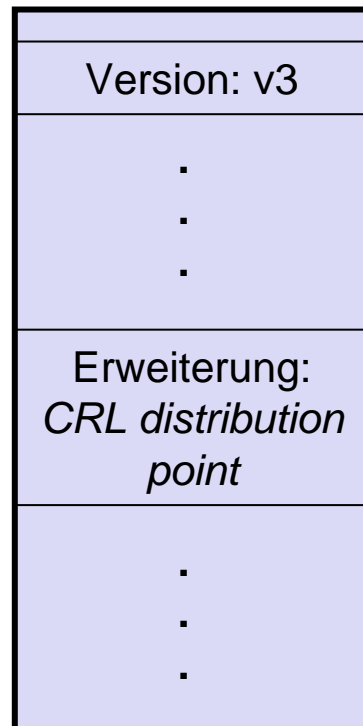 Version: v3
.
.
.
Erweiterung:
CRL distribution
point
.
.
.